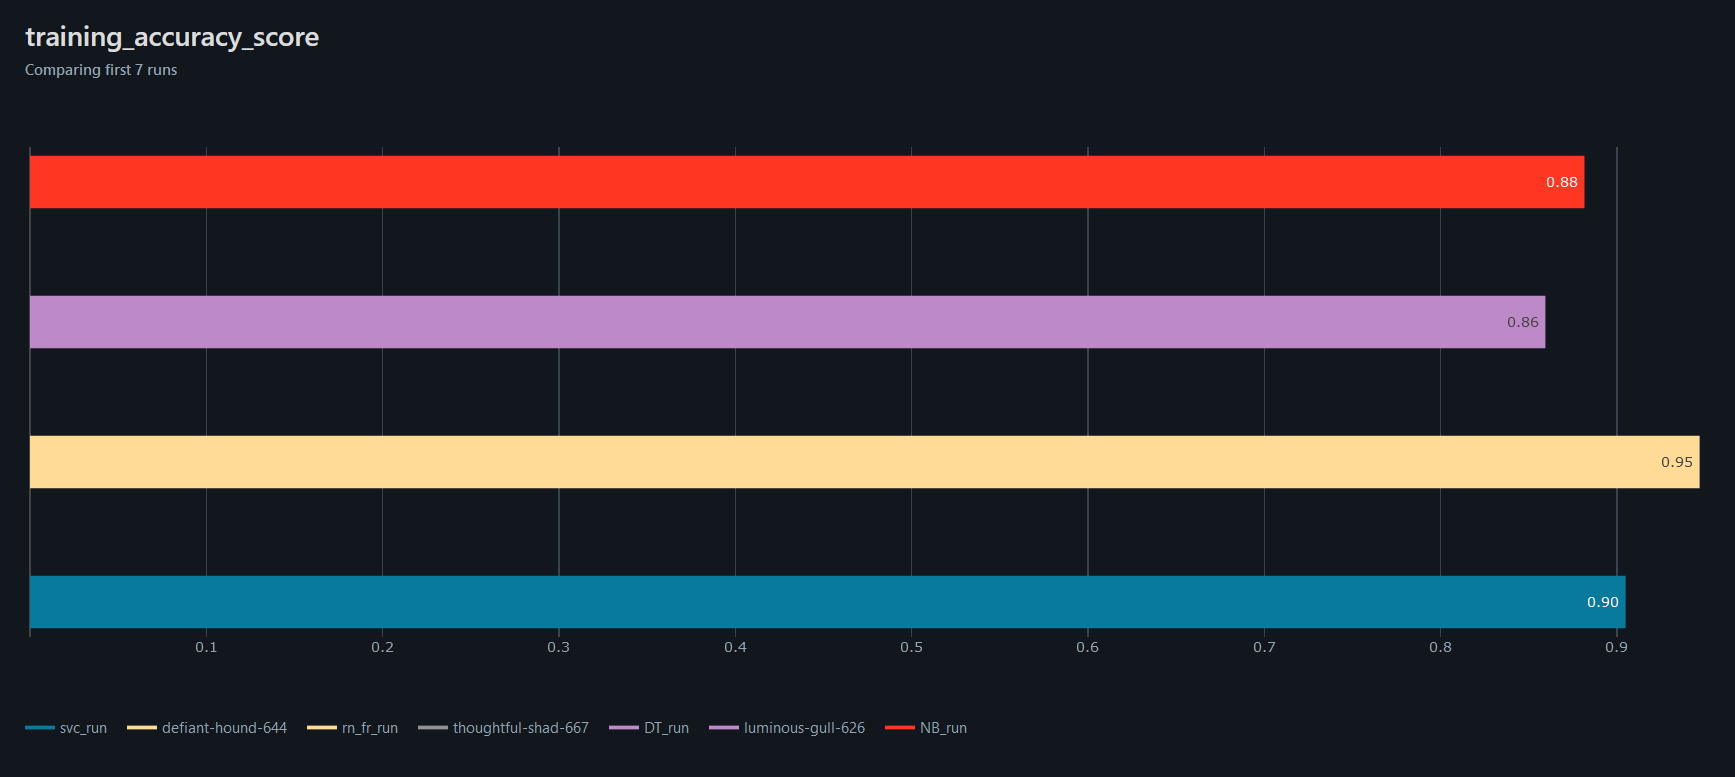 training_accuracy_score
Comparing first 7 runs
0.88
0.86
0.95
0.90
0.1 0.2 0.3 0.4 0.5 0.6 0.7 0.8 0.9
svc_run defiant-hound-644 rn_fr_run thoughtful-shad-667 DT_run luminous-gull-626 NB_run